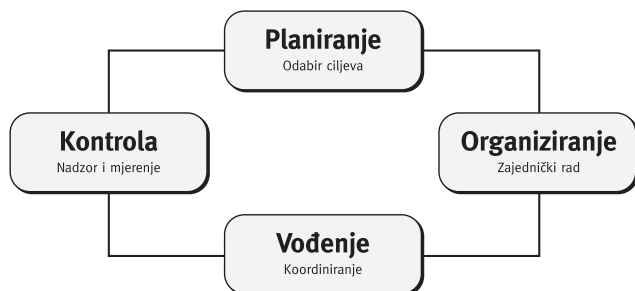 Planiranje
Odabir ciljeva
Kontrola
Nadzor i mjerenje
Organiziranje
Zajednički rad
Vođenje
Koordiniranje